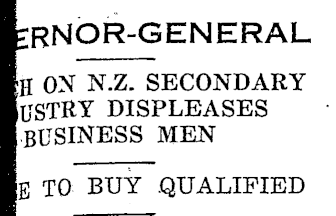 ERNOR-GENERAL
H ON N.Z. SECONDARY
USTRY DISPLEASES
BUSINESS MEN
E TO BUY QUALIFIED